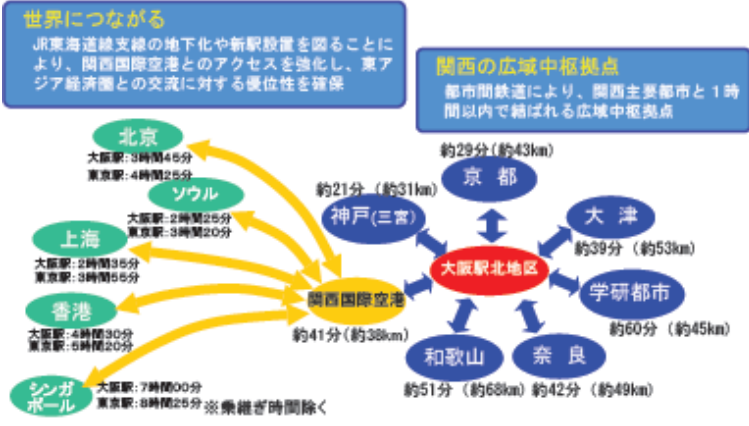 世界につながる
JR東海道線支線の地下化や新駅設置を図ることに
より、関西国際空港とのアクセスを強化し、東ア
ジア経済圏との交流に対する優位性を確保
関西の広域中枢拠点
都市間鉄道により、関西主要都市と1時
間以内で結ばれる広域中枢拠点
北京
大阪駅:3時間45分
東京駅:4時間25分
ソウル
大阪駅:2時間25分
東京駅:3時間20分
上海
大阪駅:2時間35分
東京駅:3時間55分
香港
大阪駅:4時間30分
東京駅:5時間20分
シンガ
ポール
大阪駅:7時間00分
東京駅:8時間25分 ※乗継ぎ時間除く
関西国際空港
約41分(約38km)
約29分(約43km)
京都
約21分 (約31km)
神戸(三宮)
大津
約39分 (約53km)
大阪駅北地区
学研都市
約60分 (約45km)
和歌山
約51分 (約68km)
奈良
約42分 (約49km)